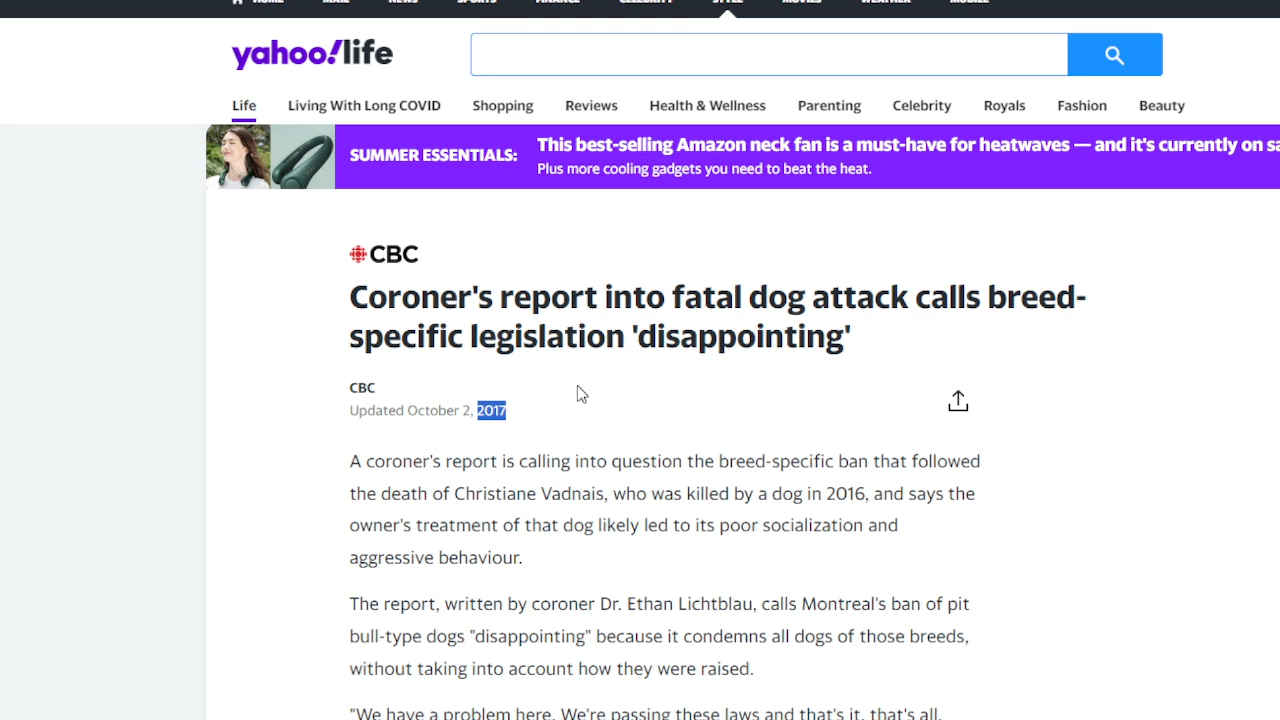 HOME MAIL NEWS SPORTS FINANCE CELEBRITY STYLE MOVIES WEATHER MOBILE
yahoo!life
Life Living With Long COVID Shopping Reviews Health & Wellness Parenting Celebrity Royals Fashion Beauty
SUMMER ESSENTIALS: This best-selling Amazon neck fan is a must-have for heatwaves — and it's currently on sa
Plus more cooling gadgets you need to beat the heat.
CBC
Coroner's report into fatal dog attack calls breed-
specific legislation 'disappointing'
CBC
Updated October 2, 2017
A coroner's report is calling into question the breed-specific ban that followed
the death of Christiane Vadnais, who was killed by a dog in 2016, and says the
owner's treatment of that dog likely led to its poor socialization and
aggressive behaviour.
The report, written by coroner Dr. Ethan Lichtblau, calls Montreal's ban of pit
bull-type dogs "disappointing" because it condemns all dogs of those breeds,
without taking into account how they were raised.
"We have a problem here. We're passing these laws and that's it, that's all.